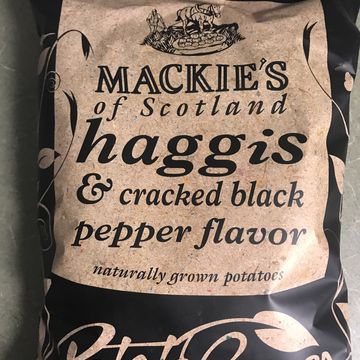 MACKIE'S
of Scotland
haggis
& cracked black
pepper flavor
naturally grown potatoes